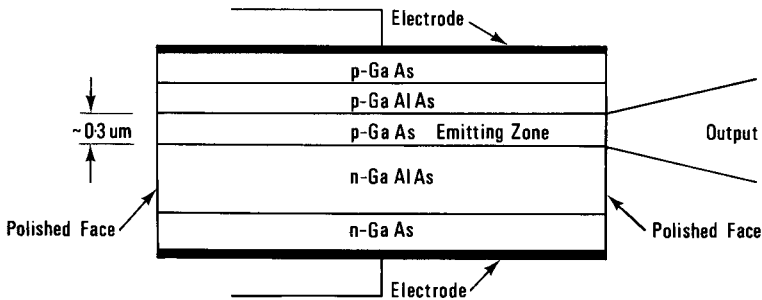 Electrode
p-Ga As
p-Ga Al As
~0·3 um
p-Ga As Emitting Zone
Output
n-Ga Al As
Polished Face
n-Ga As
Polished Face
Electrode